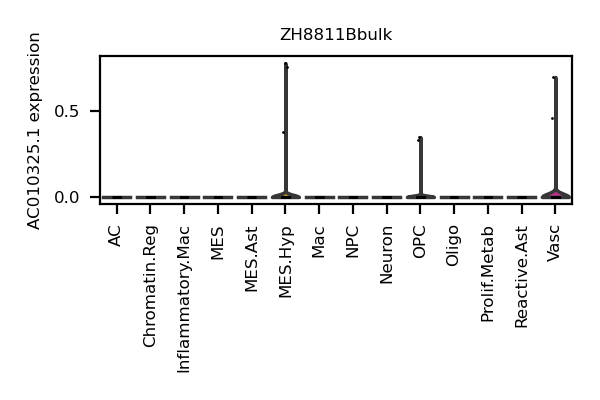 ZH8811Bbulk
AC010325.1 expression
0.5
0.0
AC
Chromatin.Reg
Inflammatory.Mac
MES
MES.Ast
MES.Hyp
Mac
NPC
Neuron
OPC
Oligo
Prolif.Metab
Reactive.Ast
Vasc